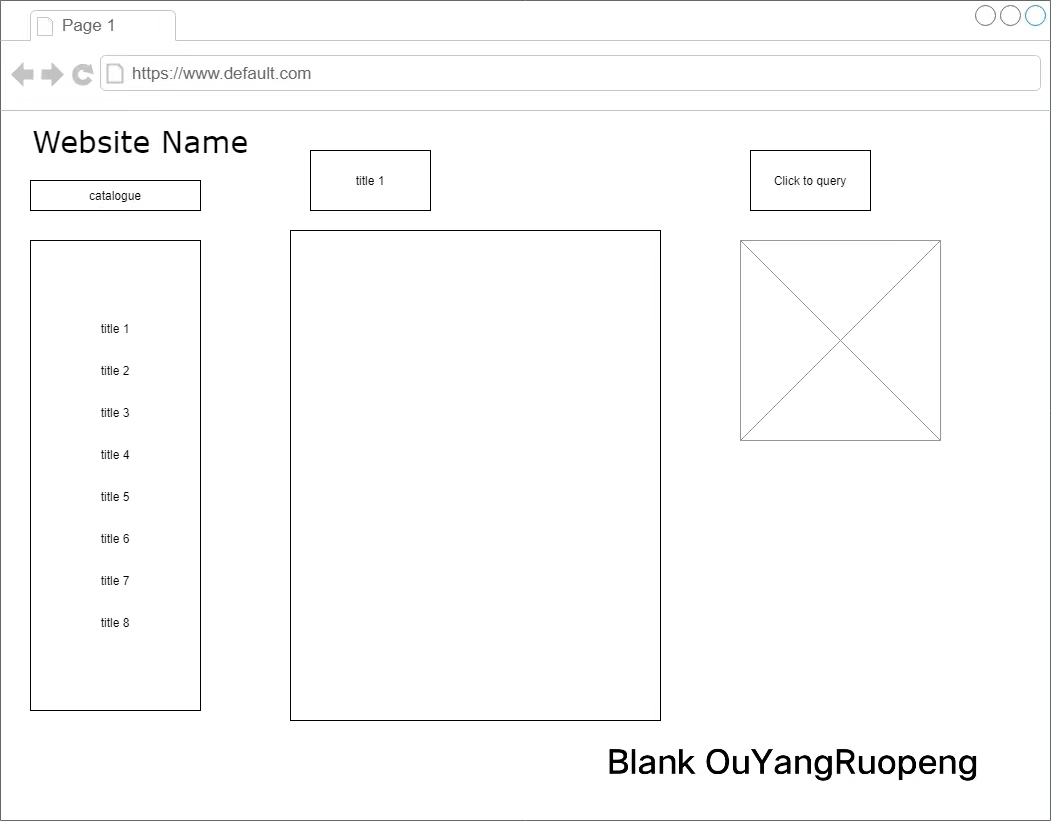 Page 1
https://www.default.com
Website Name
catalogue
title 1
title 2
title 3
title 4
title 5
title 6
title 7
title 8
title 1
Click to query
Blank OuYangRuopeng